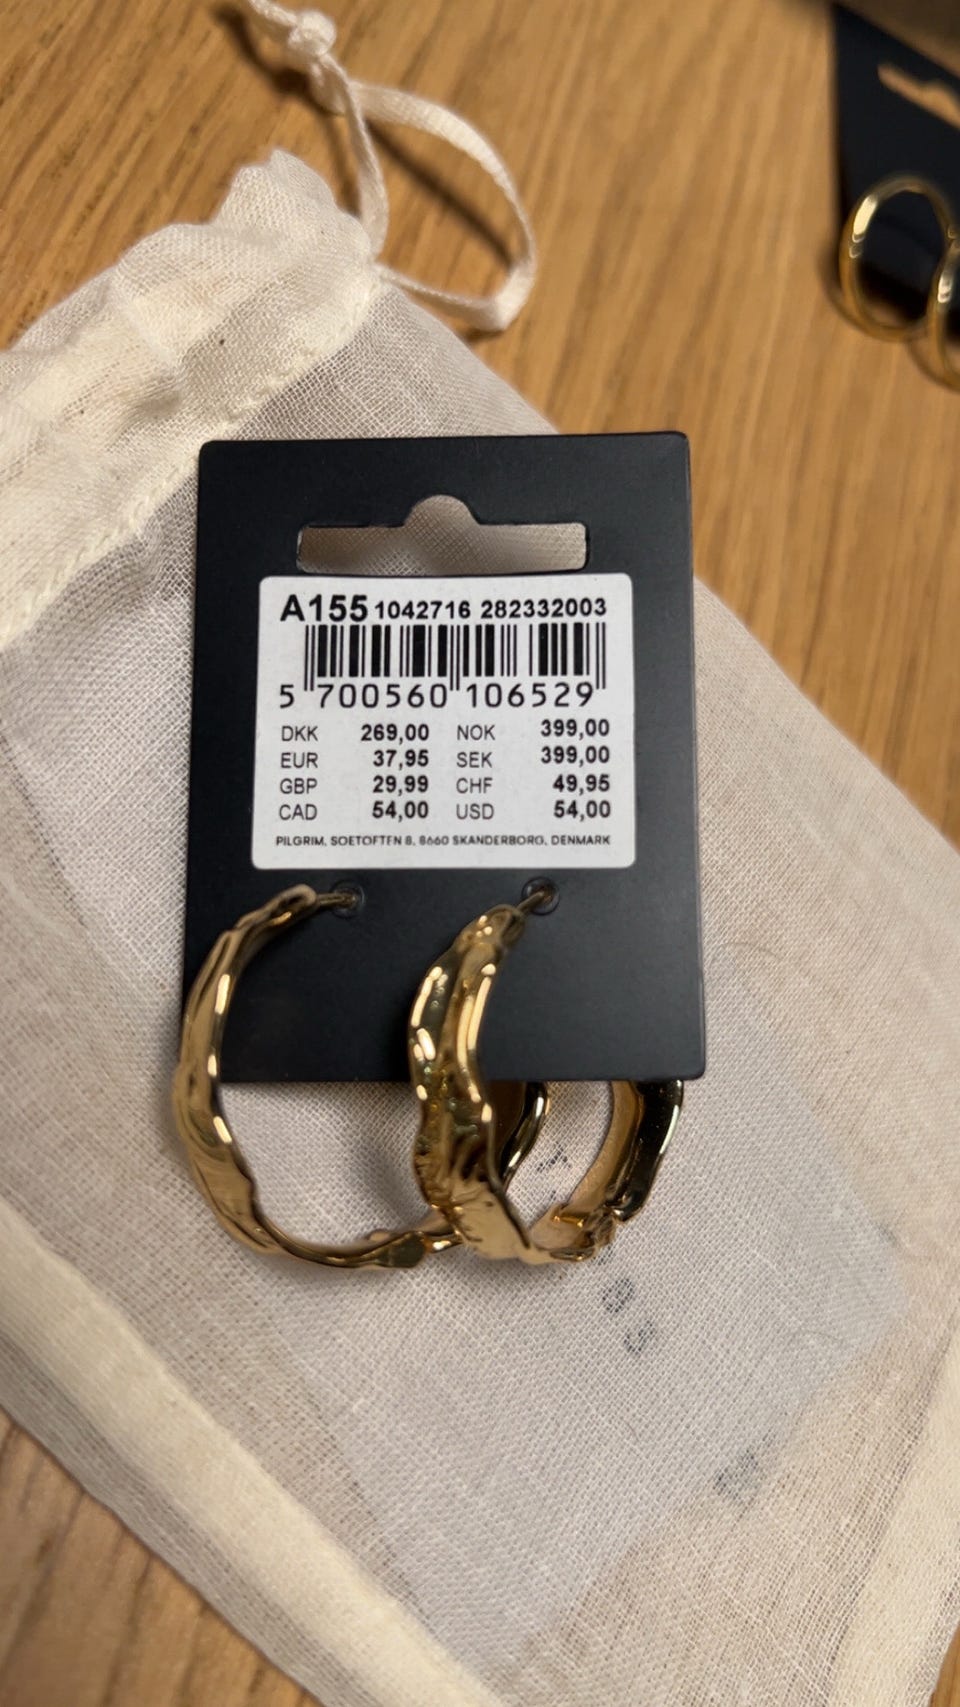 A155 1042716 282332003
5 700560 106529
DKK 269,00 NOK 399,00
EUR 37,95 SEK 399,00
GBP 29,99 CHF 49,95
CAD 54,00 USD 54,00
PILGRIM, SOETOFTEN 8, 8660 SKANDERBORG, DENMARK